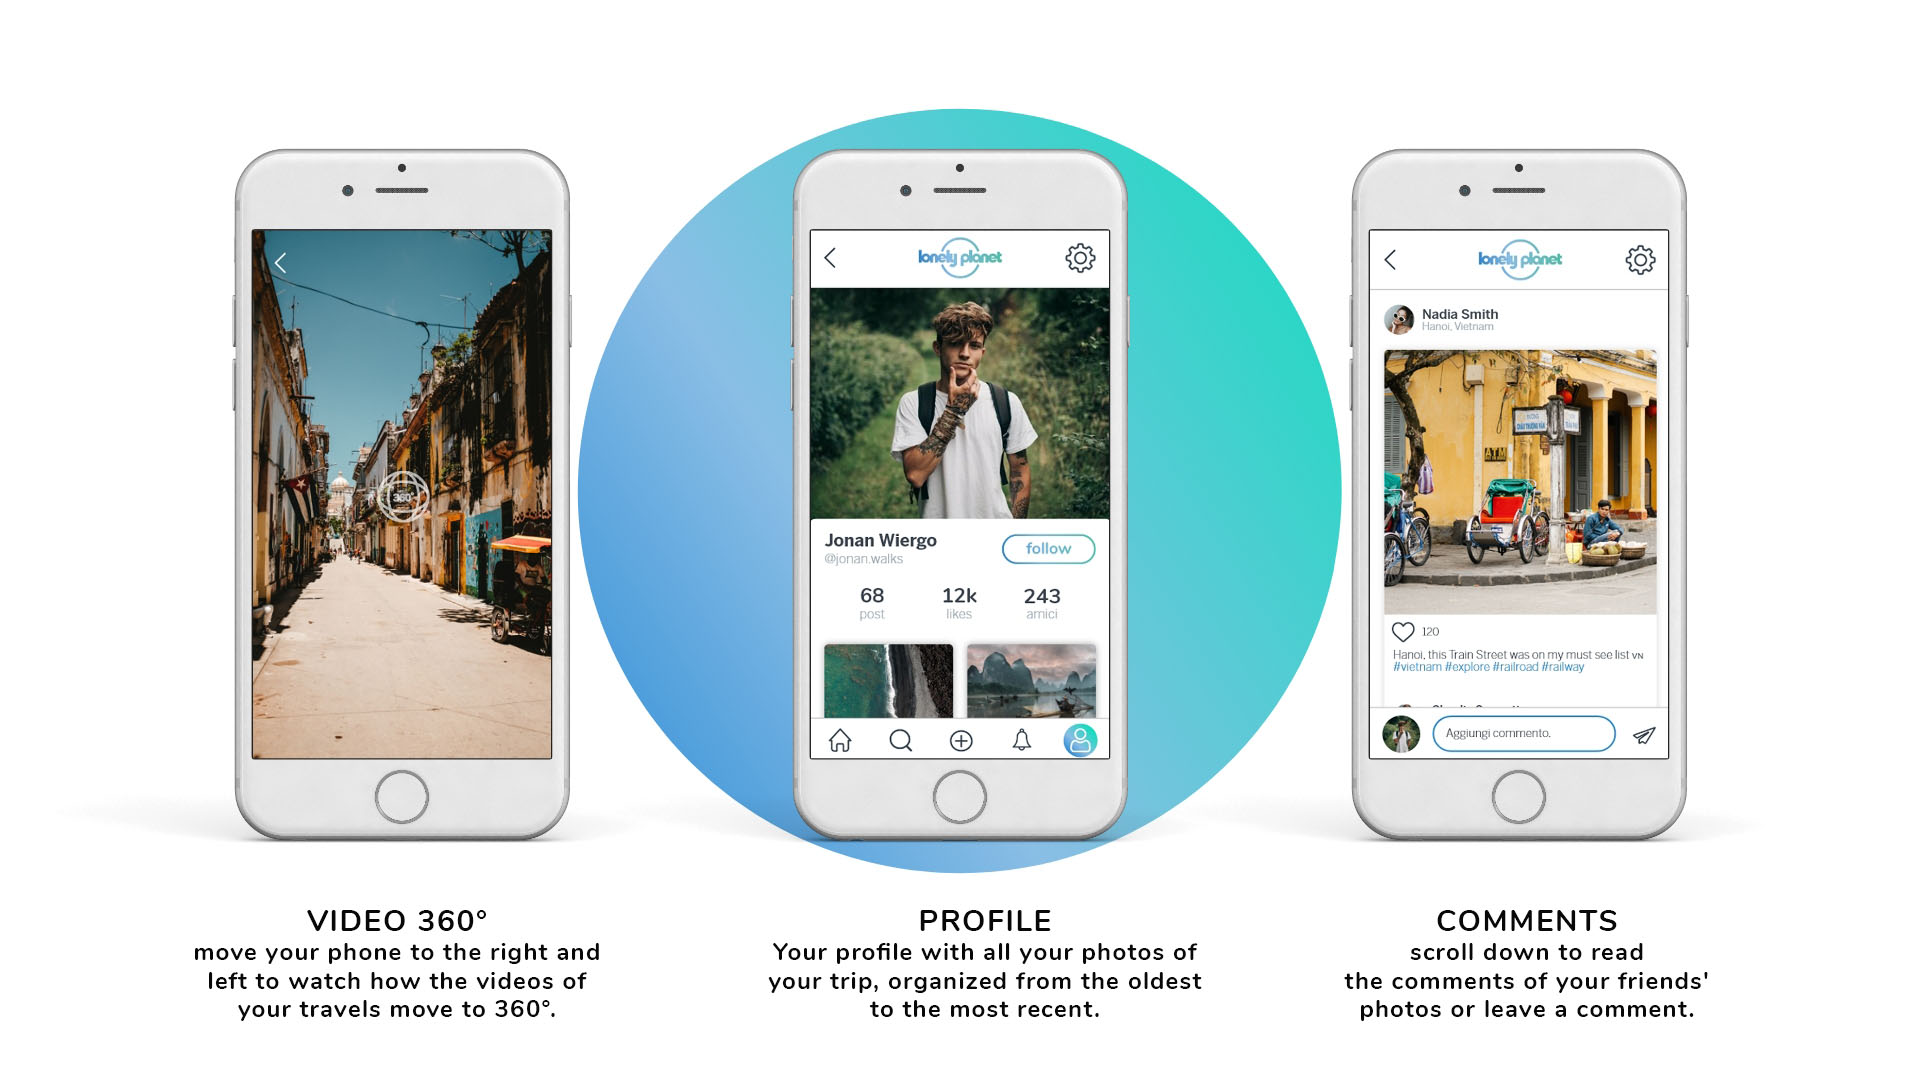 360°
VIDEO 360°
move your phone to the right and
left to watch how the videos of
your travels move to 360°.
lonely planet
Jonan Wiergo
@jonan.walks
follow
68
post
12k
likes
243
amici
PROFILE
Your profile with all your photos of
your trip, organized from the oldest
to the most recent.
lonely planet
Nadia Smith
Hanoi, Vietnam
ATM
120
Hanoi, this Train Street was on my must see list VN
#vietnam #explore #railroad #railway
Aggiungi commento.
COMMENTS
scroll down to read
the comments of your friends'
photos or leave a comment.